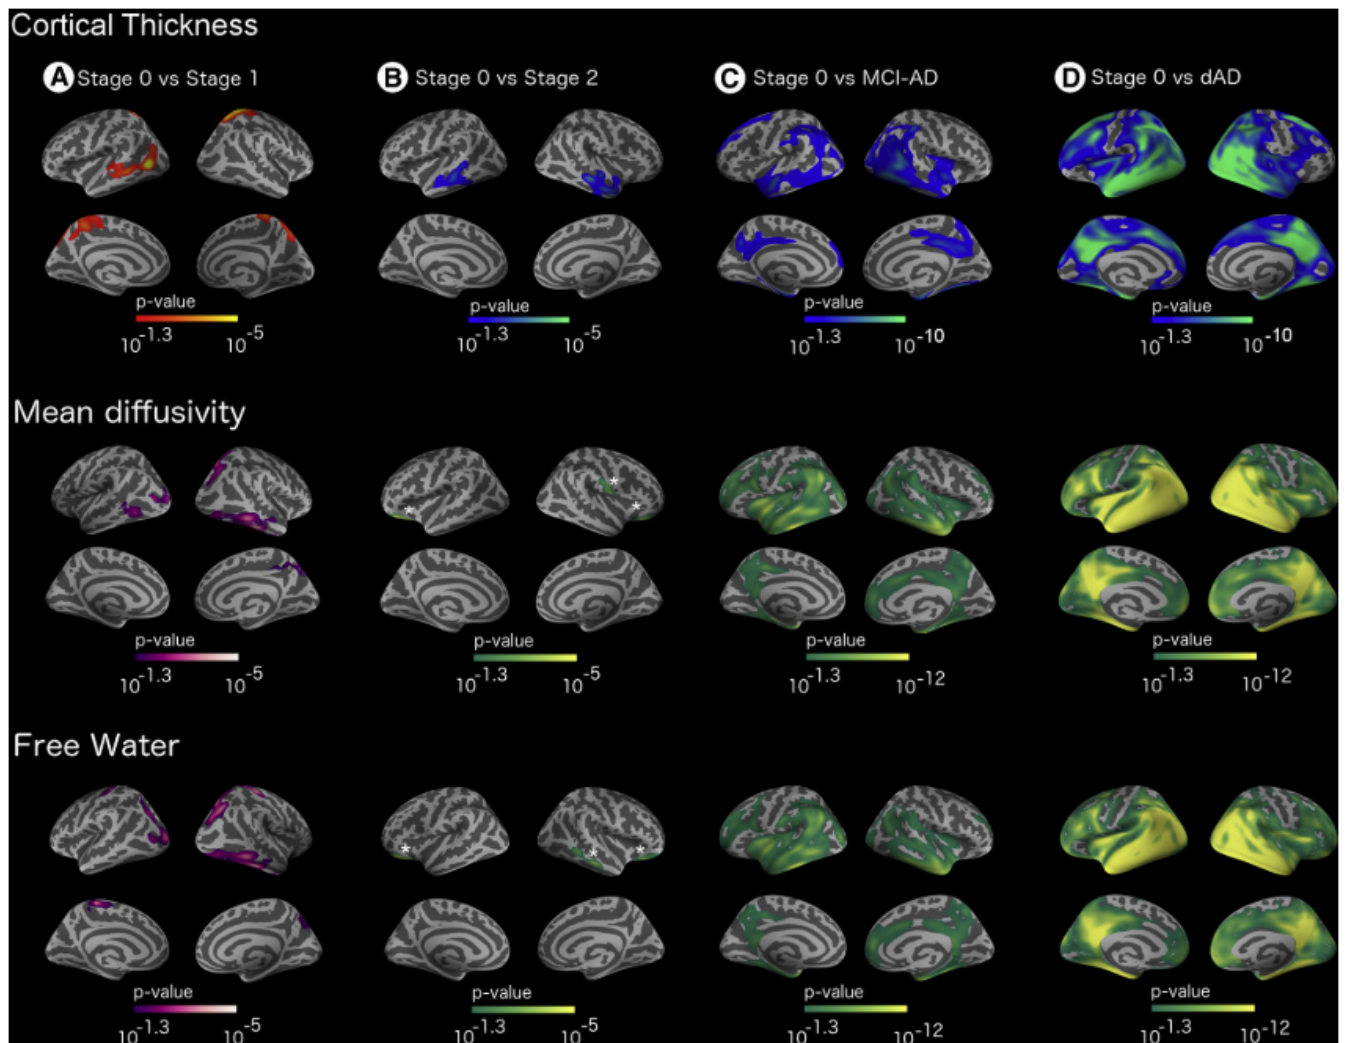 Cortical Thickness
A Stage 0 vs Stage 1
B Stage 0 vs Stage 2
C Stage 0 vs MCI-AD
D Stage 0 vs dAD
p-value p-value p-value p-value
10^-1.3 10^-5 10^-1.3 10^-5 10^-1.3 10^-10 10^-1.3 10^-10
Mean diffusivity
* * *
p-value p-value p-value p-value
10^-1.3 10^-5 10^-1.3 10^-5 10^-1.3 10^-12 10^-1.3 10^-12
Free Water
* * *
p-value p-value p-value p-value
10^-1.3 10^-5 10^-1.3 10^-5 10^-1.3 10^-12 10^-1.3 10^-12